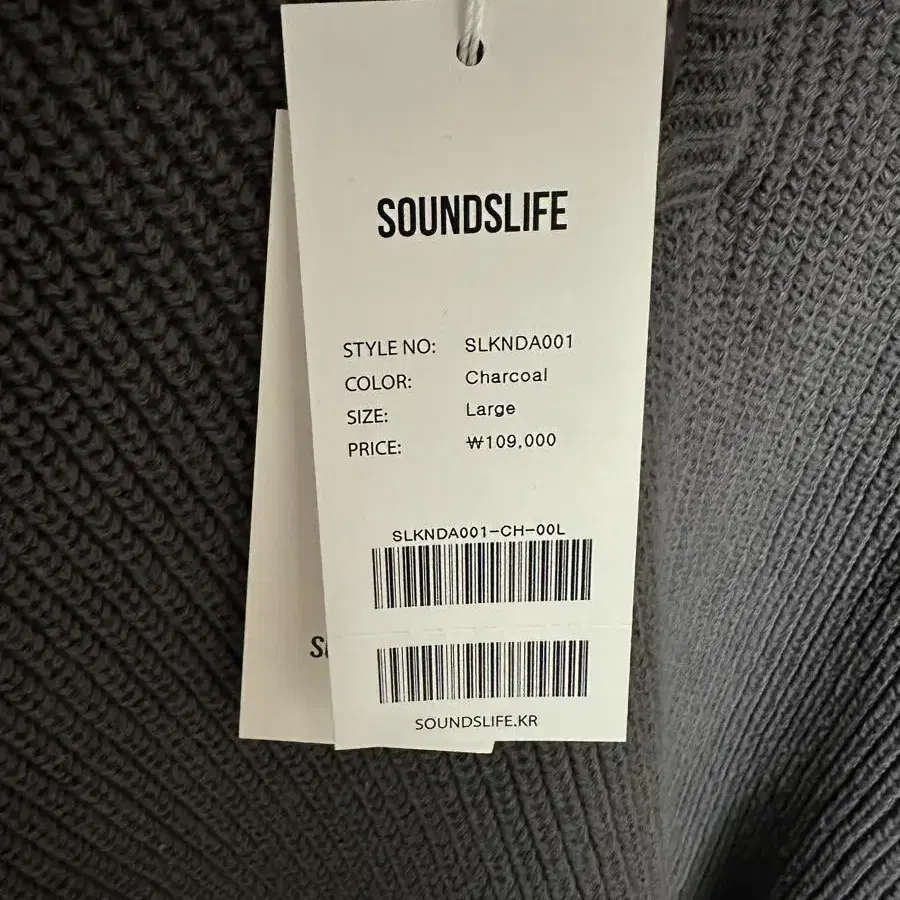 SOUNDSLIFE
STYLE NO: SLKNDA001
COLOR: Charcoal
SIZE: Large
PRICE: ₩109,000
SLKNDA001-CH-00L
SOUNDSLIFE.KR